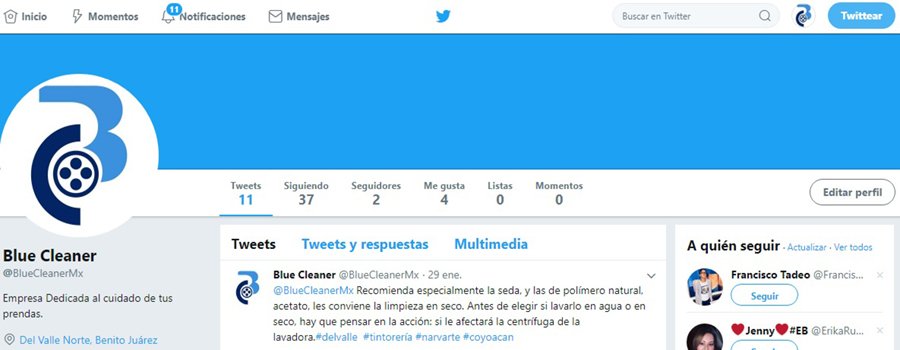 Inicio Momentos 11 Notificaciones Mensajes Buscar en Twitter Twittear
Tweets Siguiendo Seguidores Me gusta Listas Momentos
11 37 2 4 0 0
Editar perfil
Blue Cleaner
@BlueCleanerMx
Empresa Dedicada al cuidado de tus
prendas.
Del Valle Norte, Benito Juárez
Tweets Tweets y respuestas Multimedia
Blue Cleaner @BlueCleanerMx · 29 ene.
@BlueCleanerMx Recomienda especialmente la seda, y las de polímero natural,
acetato, les conviene la limpieza en seco. Antes de elegir si lavarlo en agua o en
seco, hay que pensar en la acción: si le afectará la centrífuga de la
lavadora.#delvalle #tintorería #narvarte #coyoacan
A quién seguir · Actualizar · Ver todos
Francisco Tadeo @Francis...
Seguir
❤Jenny❤#EB @ErikaRu...